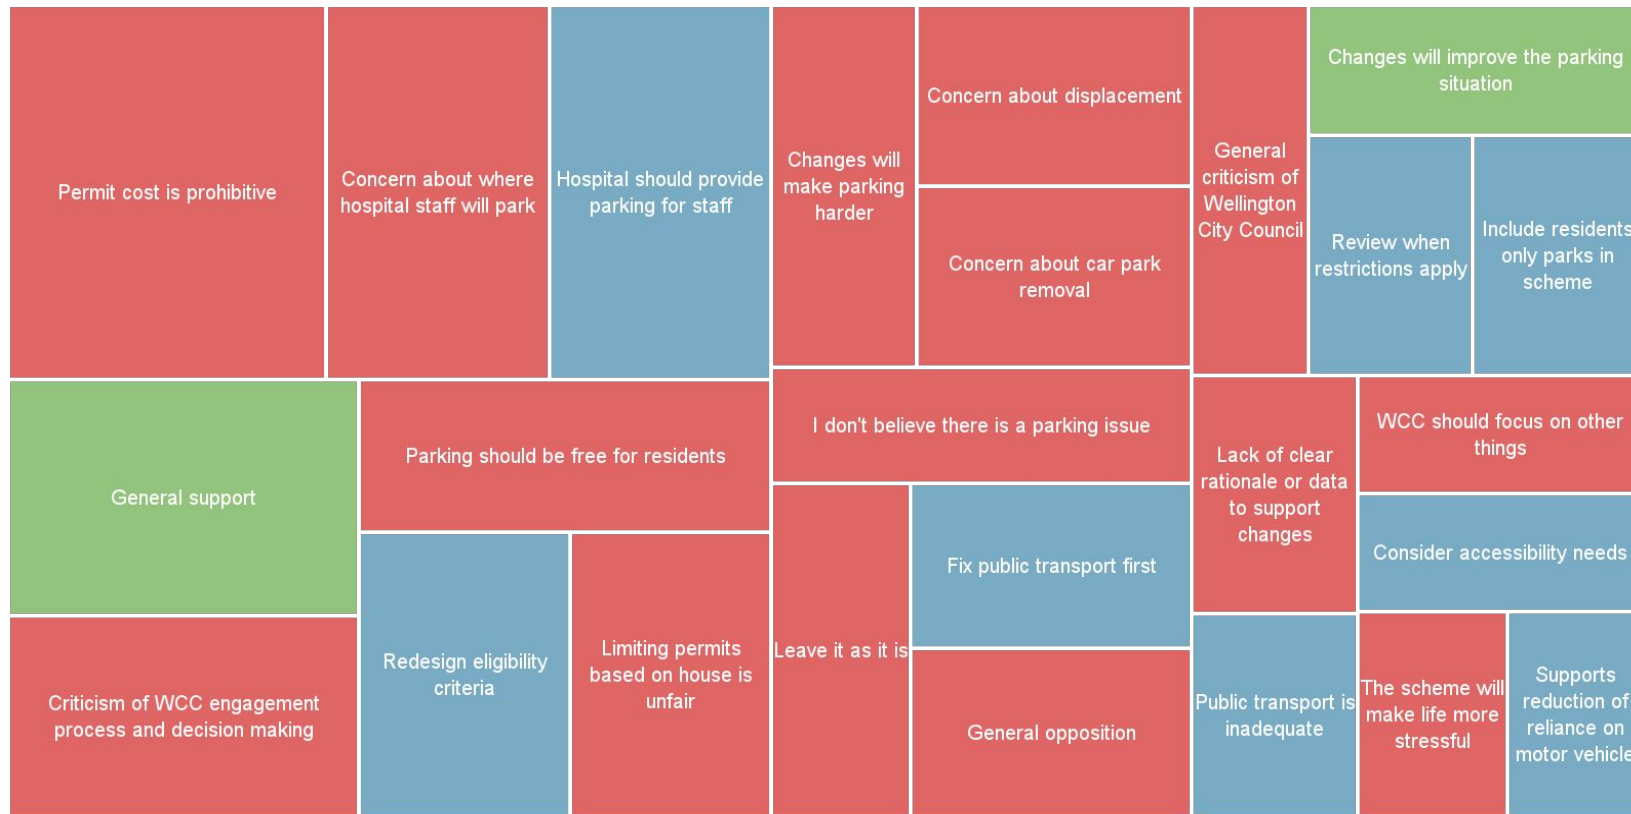 Permit cost is prohibitive
Concern about where
hospital staff will park
Hospital should provide
parking for staff
Changes will
make parking
harder
Concern about displacement
Concern about car park
removal
General
criticism of
Wellington
City Council
Changes will improve the parking
situation
Review when
restrictions apply
Include residents
only parks in
scheme
General support
Parking should be free for residents
I don't believe there is a parking issue
Lack of clear
rationale or data
to support
changes
WCC should focus on other
things
Consider accessibility needs
Criticism of WCC engagement
process and decision making
Redesign eligibility
criteria
Limiting permits
based on house is
unfair
Leave it as it is
Fix public transport first
General opposition
Public transport is
inadequate
The scheme will
make life more
stressful
Supports
reduction of
reliance on
motor vehicle